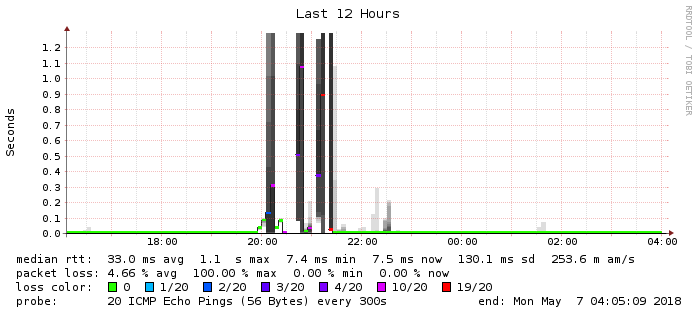 Last 12 Hours
RRDTOOL / TOBI OETIKER
Seconds
1.2
1.1
1.0
0.9
0.8
0.7
0.6
0.5
0.4
0.3
0.2
0.1
0.0
18:00 20:00 22:00 00:00 02:00 04:00
median rtt: 33.0 ms avg 1.1 s max 7.4 ms min 7.5 ms now 130.1 ms sd 253.6 m am/s
packet loss: 4.66 % avg 100.00 % max 0.00 % min 0.00 % now
loss color: 0 1/20 2/20 3/20 4/20 10/20 19/20
probe: 20 ICMP Echo Pings (56 Bytes) every 300s end: Mon May 7 04:05:09 2018